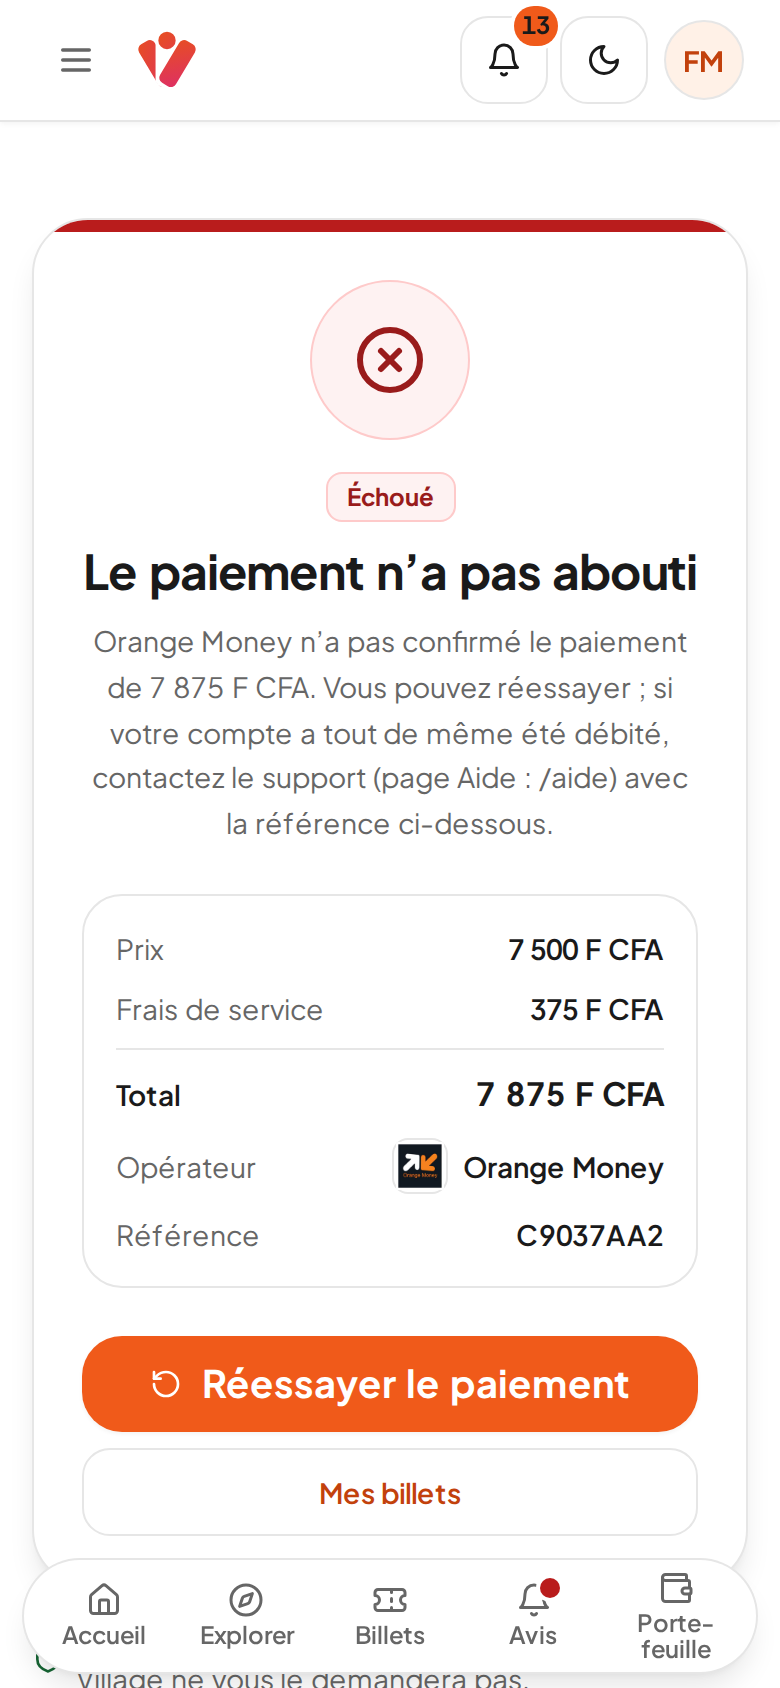 13
FM
Échoué
Le paiement n’a pas abouti
Orange Money n’a pas confirmé le paiement
de 7 875 F CFA. Vous pouvez réessayer ; si
votre compte a tout de même été débité,
contactez le support (page Aide : /aide) avec
la référence ci-dessous.
Prix 7 500 F CFA
Frais de service 375 F CFA
Total 7 875 F CFA
Opérateur Orange Money Orange Money
Référence C9037AA2
Réessayer le paiement
Mes billets
Accueil Explorer Billets Avis Porte-
feuille
Village ne vous le demandera pas.